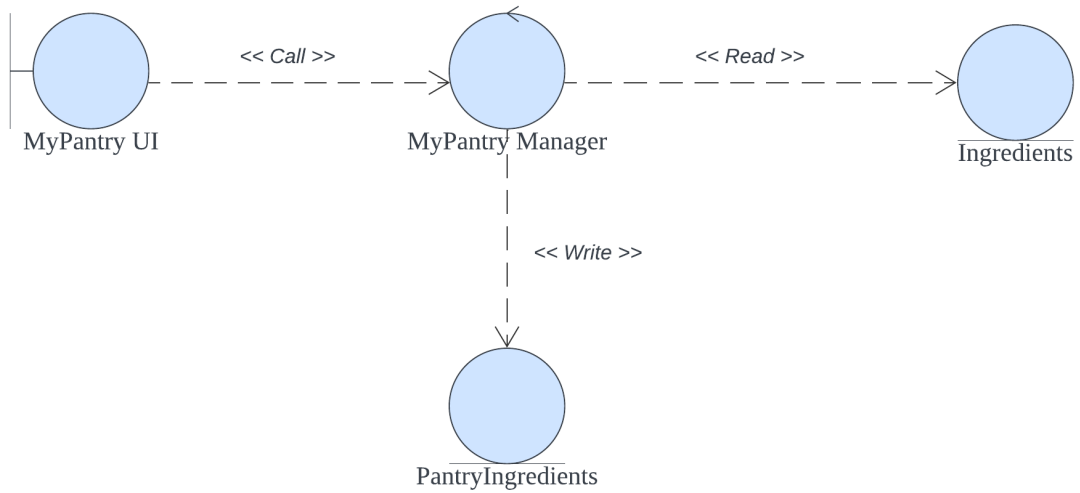 << Call >>
<< Read >>
MyPantry UI
MyPantry Manager
Ingredients
<< Write >>
PantryIngredients